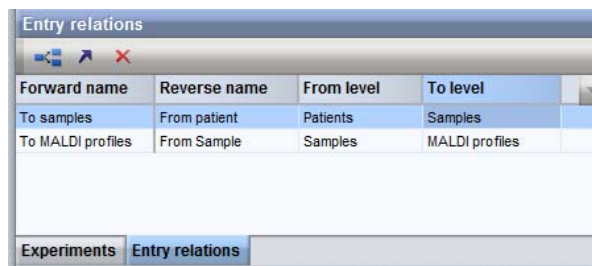 Entry relations
Forward name Reverse name From level To level
To samples From patient Patients Samples
To MALDI profiles From Sample Samples MALDI profiles
Experiments Entry relations